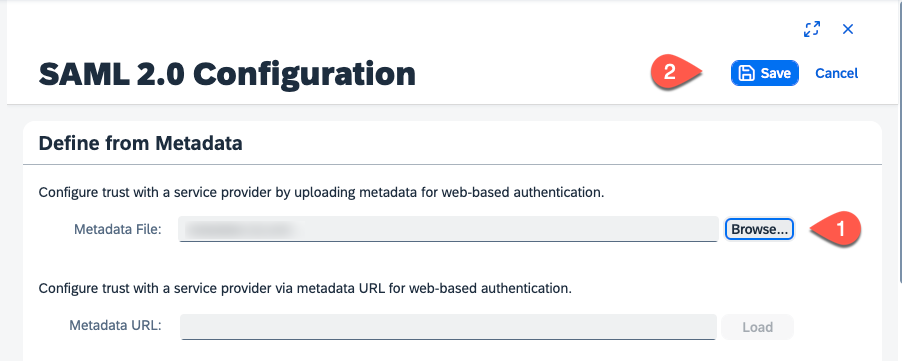 SAML 2.0 Configuration
2
Save
Cancel
Define from Metadata
Configure trust with a service provider by uploading metadata for web-based authentication.
Metadata File:
Browse...
1
Configure trust with a service provider via metadata URL for web-based authentication.
Metadata URL:
Load